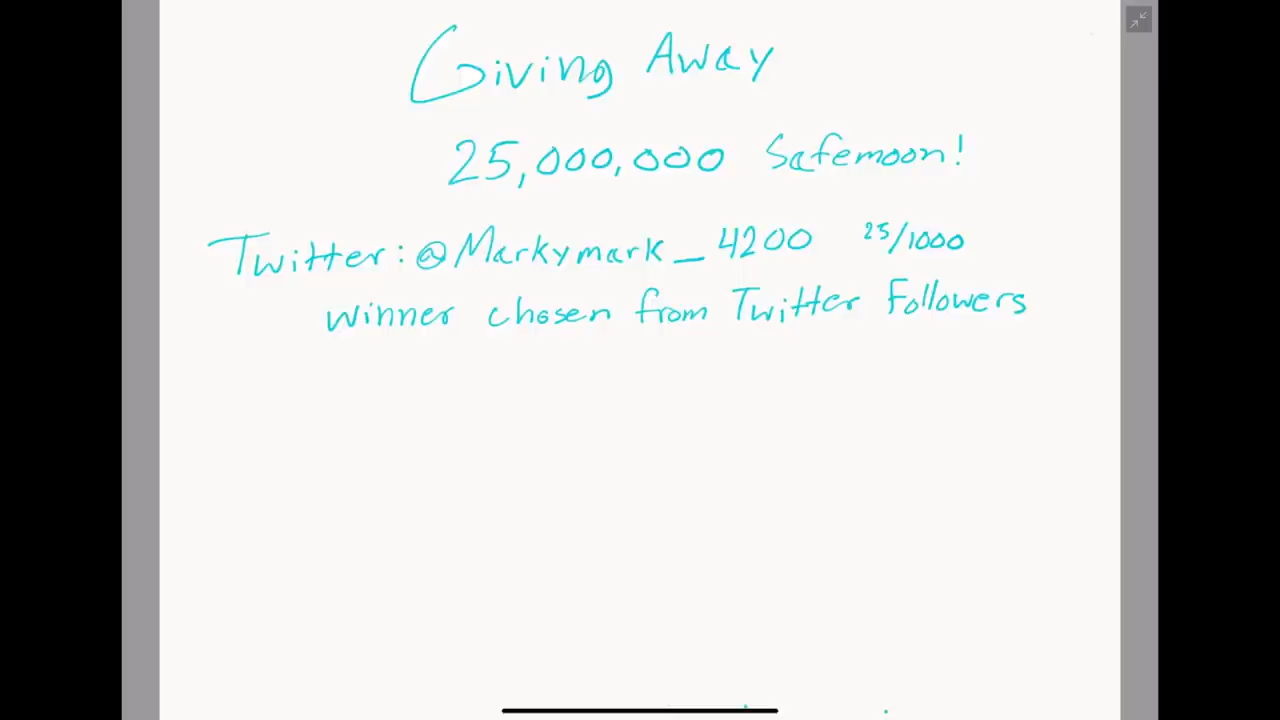 Giving Away
25,000,000 Safemoon!
Twitter: @Markymark_4200 25/1000
winner chosen from Twitter Followers